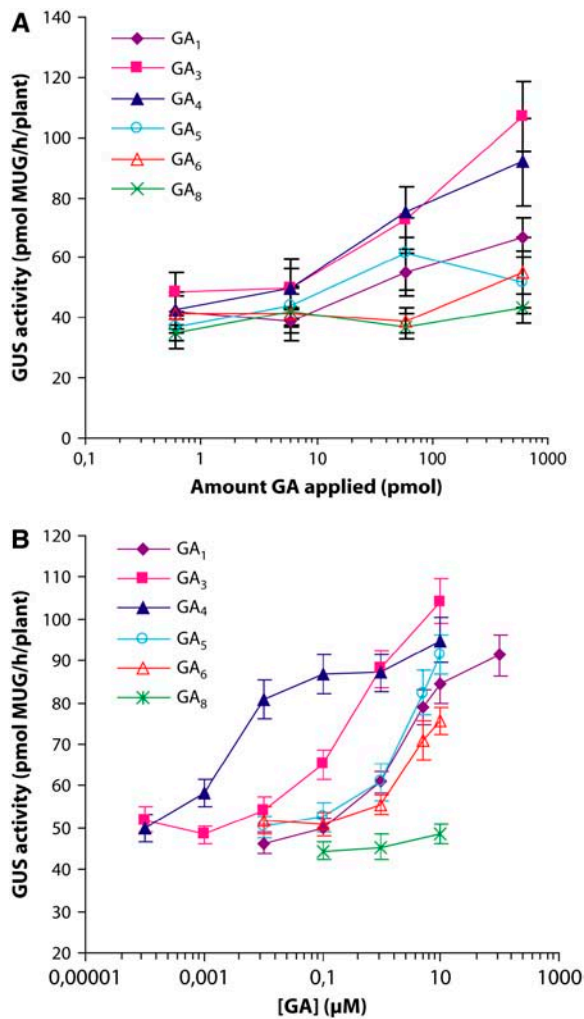 A
140
120
100
80
60
40
20
0
GUS activity (pmol MUG/h/plant)
GA₁
GA₃
GA₄
GA₅
GA₆
GA₈
0,1
1
10
100
1000
Amount GA applied (pmol)
B
120
110
100
90
80
70
60
50
40
30
20
GUS activity (pmol MUG/h/plant)
GA₁
GA₃
GA₄
GA₅
GA₆
GA₈
0,00001
0,001
0,1
10
1000
[GA] (µM)